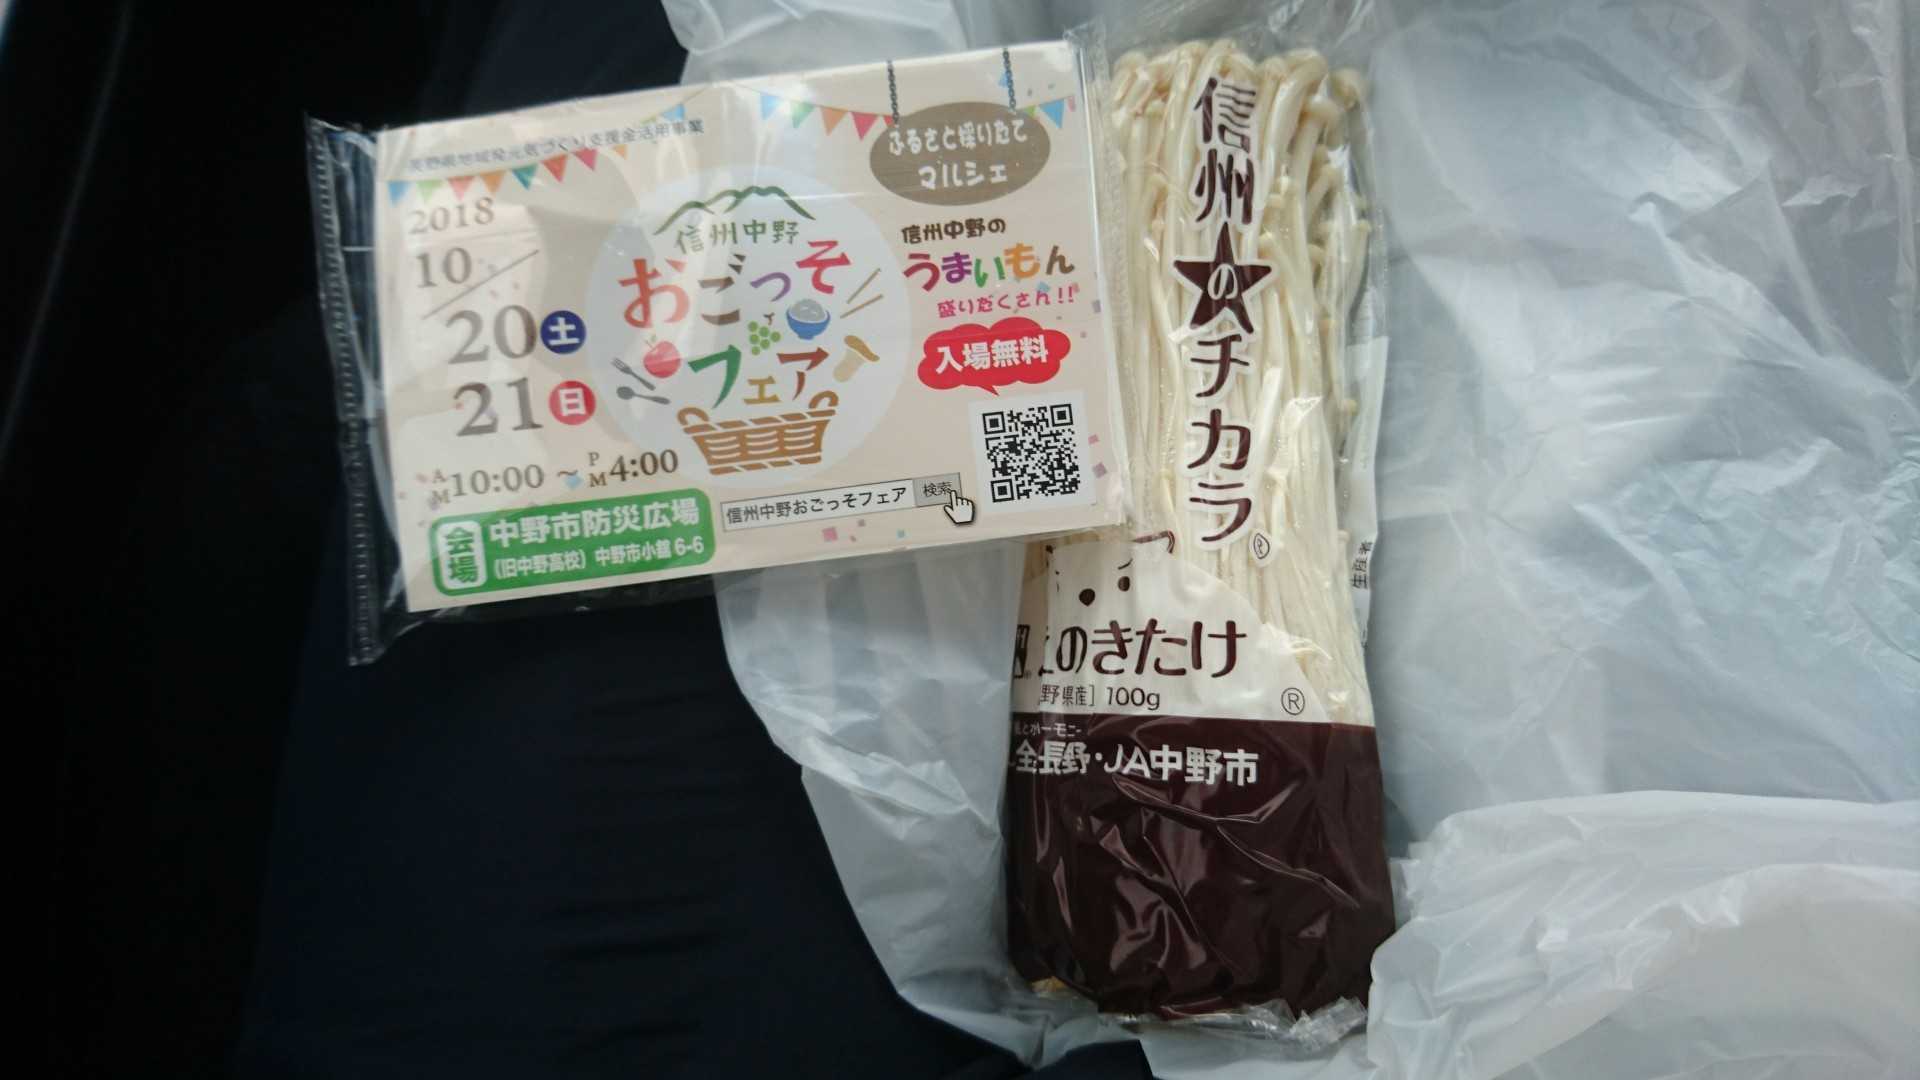 長野県地域発元気づくり支援金活用事業
2018
10
20 土
21 日
AM10:00～PM4:00
会場
中野市防災広場
(旧中野高校) 中野市小舘6-6
信州中野
おごっそ
フェア
ふるさと採りたて
マルシェ
信州中野の
うまいもん
盛りだくさん!!
入場無料
信州中野おごっそフェア 検索
信州のチカラ®
生産者
えのきたけ
野県産] 100g
®
全長野・JA中野市